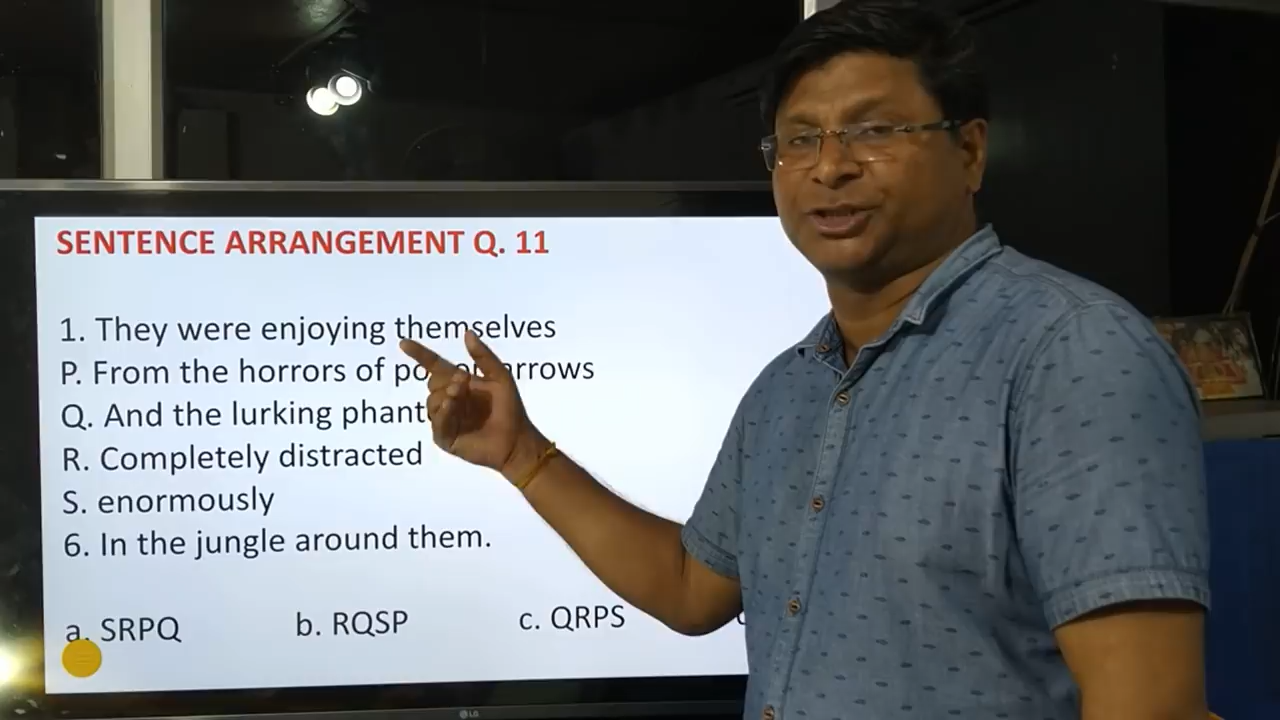 SENTENCE ARRANGEMENT Q. 11
1. They were enjoying themselves
P. From the horrors of arrows
Q. And the lurking
R. Completely distracted
S. enormously
6. In the jungle around them.
a. SRPQ b. RQSP c. QRPS
LG